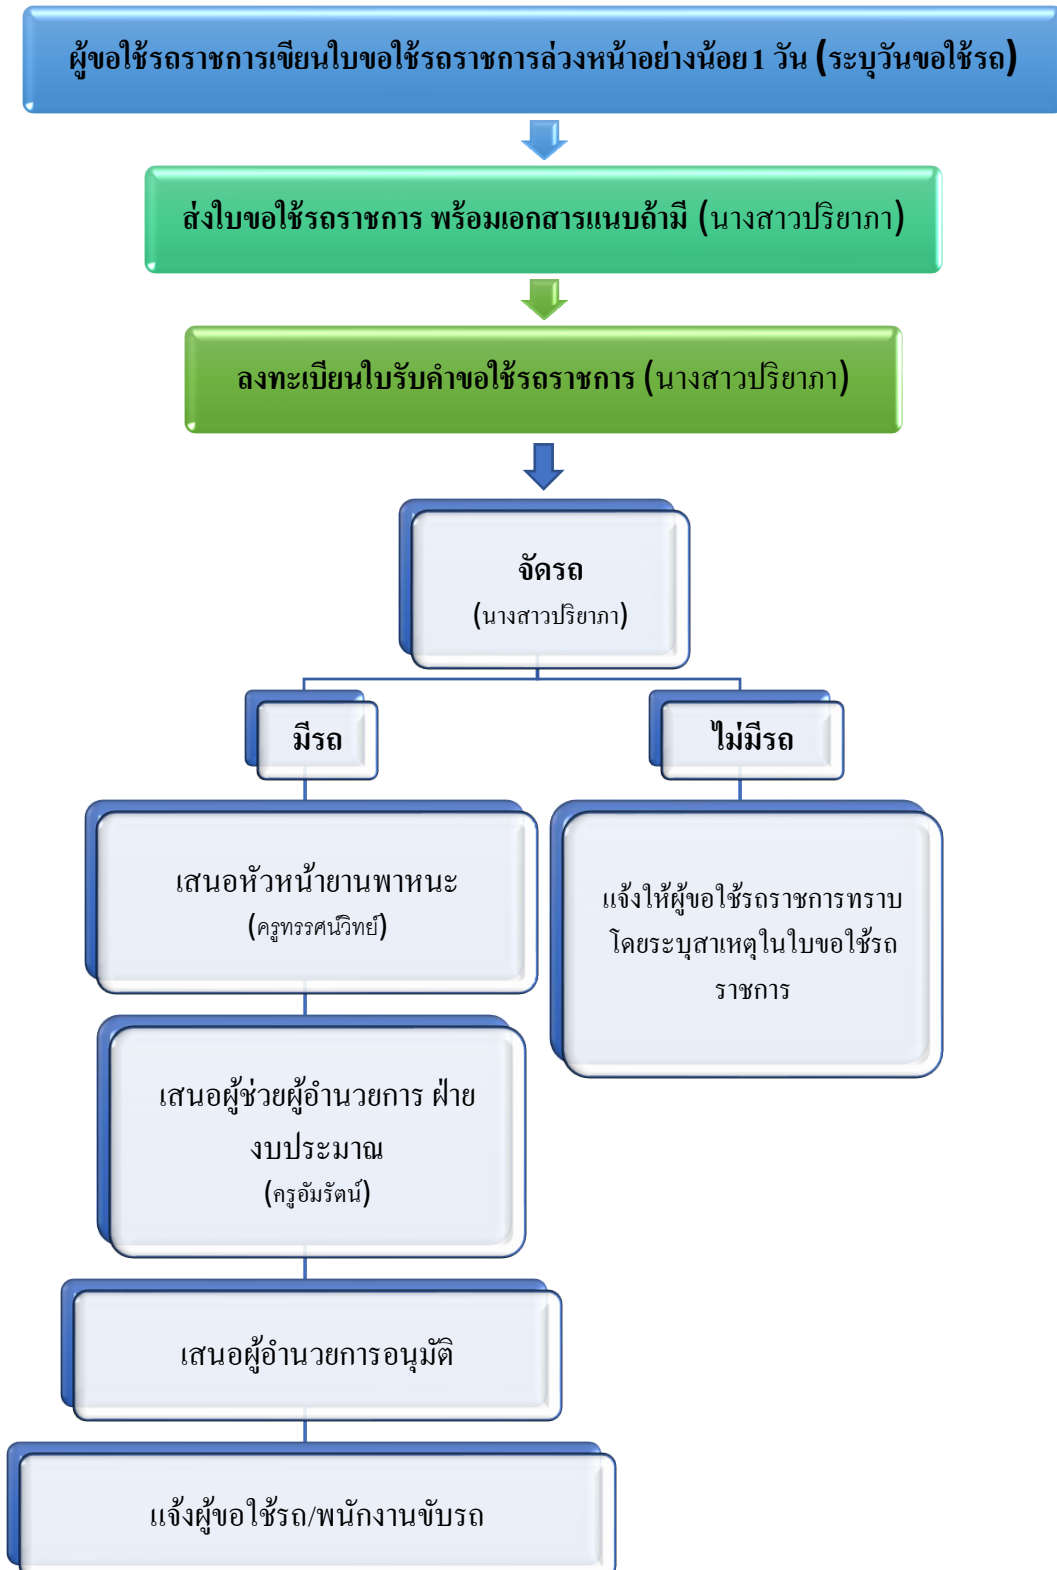 ผู้ขอใช้รถราชการเขียนใบขอใช้รถราชการล่วงหน้าอย่างน้อย 1 วัน (ระบุวันขอใช้รถ)
ส่งใบขอใช้รถราชการ พร้อมเอกสารแนบถ้ามี (นางสาวปริยาภา)
ลงทะเบียนใบรับคำขอใช้รถราชการ (นางสาวปริยาภา)
จัดรถ
(นางสาวปริยาภา)
มีรถ
ไม่มีรถ
เสนอหัวหน้ายานพาหนะ
(ครูทรรศน์วิทย์)
แจ้งให้ผู้ขอใช้รถราชการทราบ
โดยระบุสาเหตุในใบขอใช้รถ
ราชการ
เสนอผู้ช่วยผู้อำนวยการ ฝ่าย
งบประมาณ
(ครูอัมรัตน์)
เสนอผู้อำนวยการอนุมัติ
แจ้งผู้ขอใช้รถ/พนักงานขับรถ